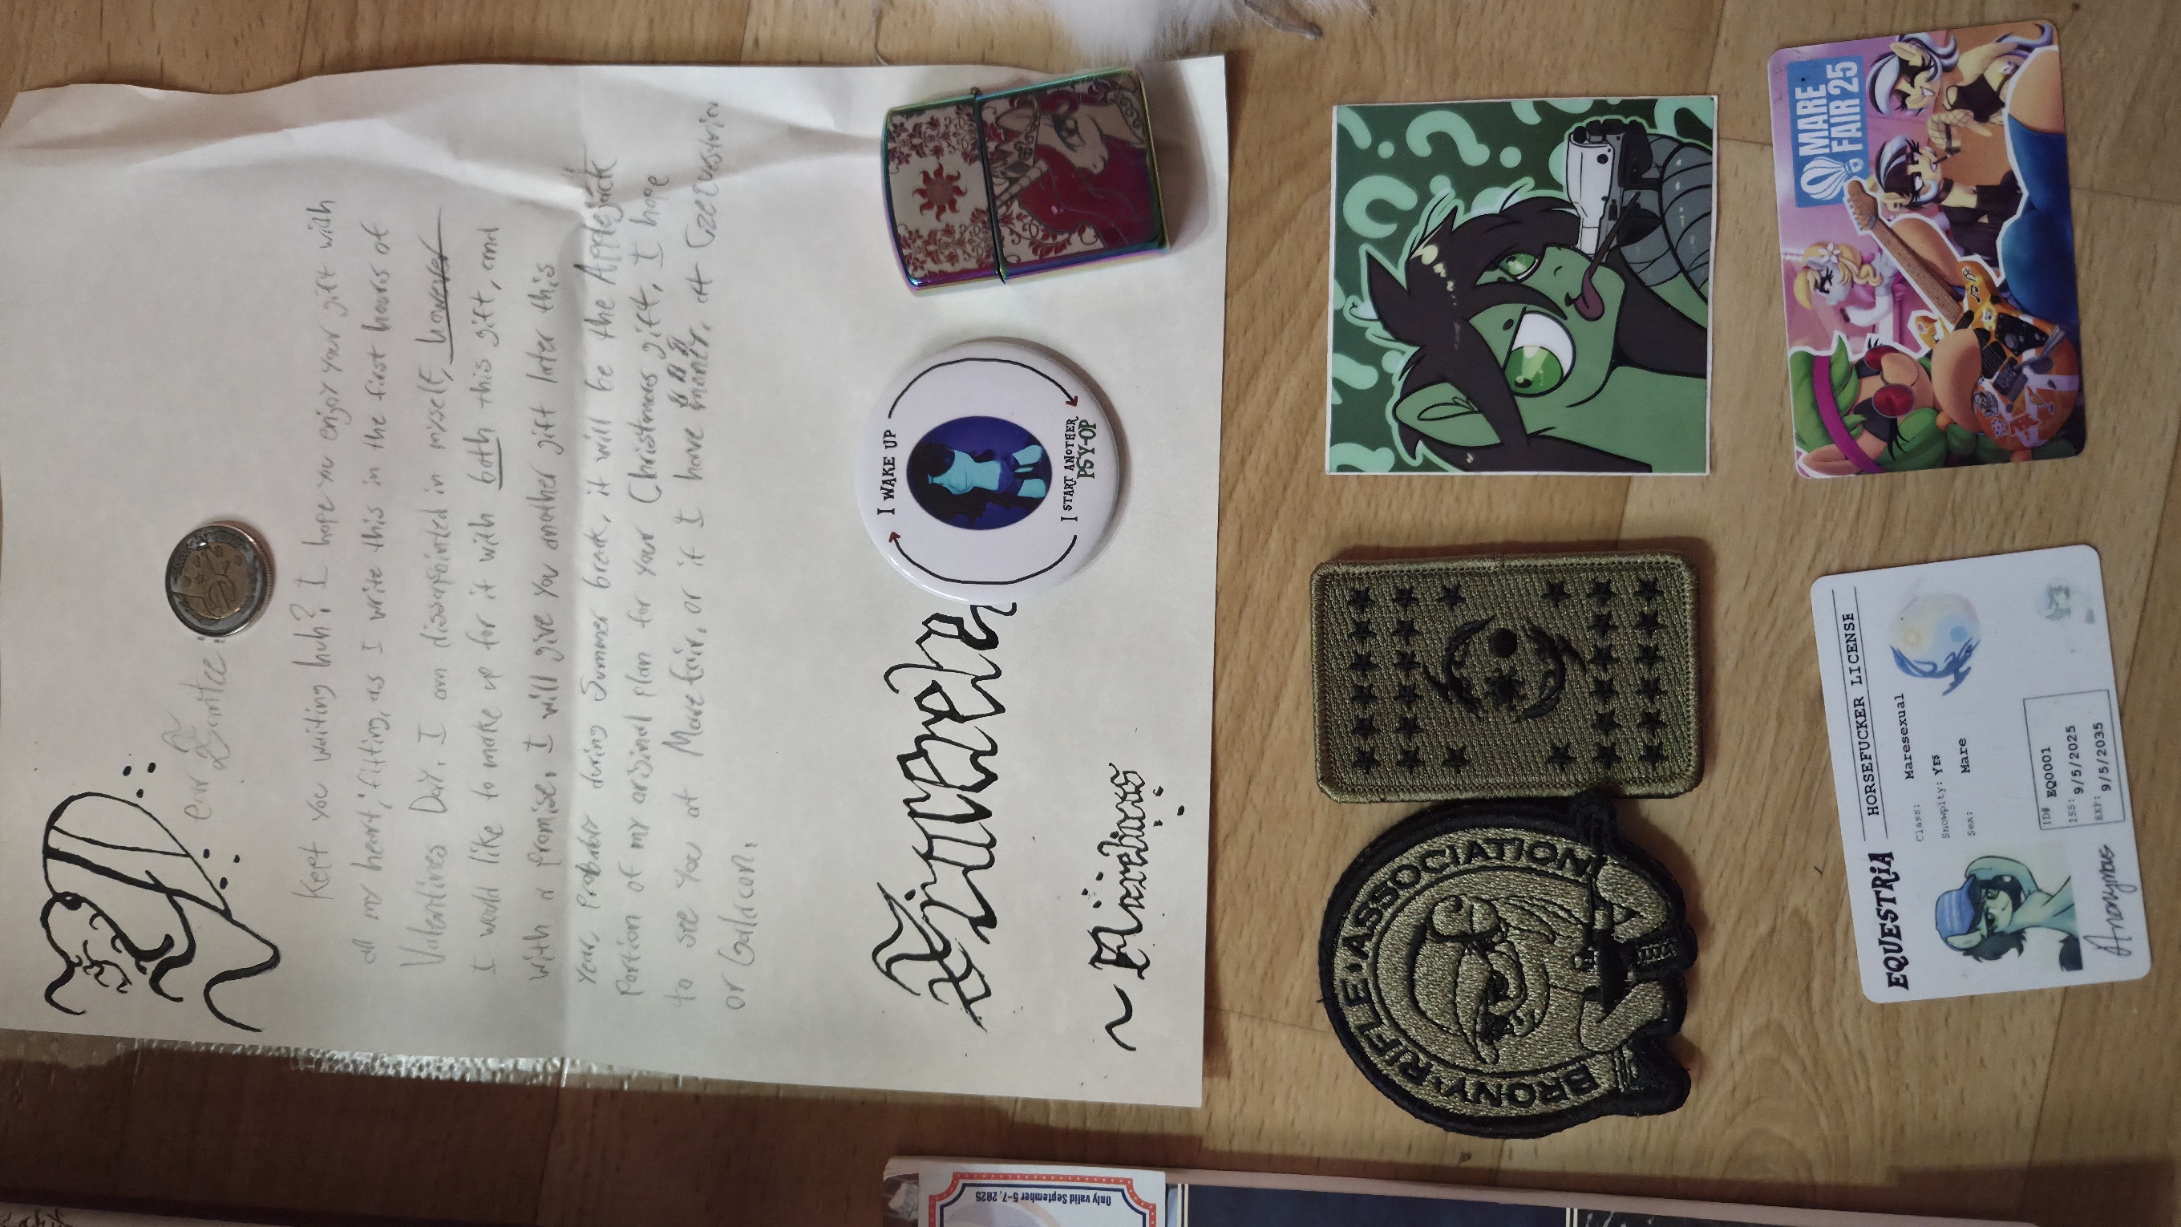 Dear
Kept you waiting huh? I hope you enjoy your gift with
all my heart, fitting, as I write this in the first hours of
Valentines Day. I am dissapointed in miself, however
I would like to make up for it with both this gift, and
with a promise. I will give you another gift later this
year, Probably during Summer break, it will be the Applejack
Portion of my original plan for your Christmas gift, I hope
to see you at Mare fair, or if I have "money", at Czequestria
or Galacon.
I WAKE UP
I START ANOTHER
PSY-OP
BRONY RIFLE ASSOCIATION
MARE
FAIR 25
EQUESTRIA
HORSEFUCKER LICENSE
Class: Maresexual
Snowpity: Yes
Sex: Mare
ID# EQ0001
ISS: 9/5/2025
EXP: 9/5/2035
Anonymous
Only valid September 5-7, 2025